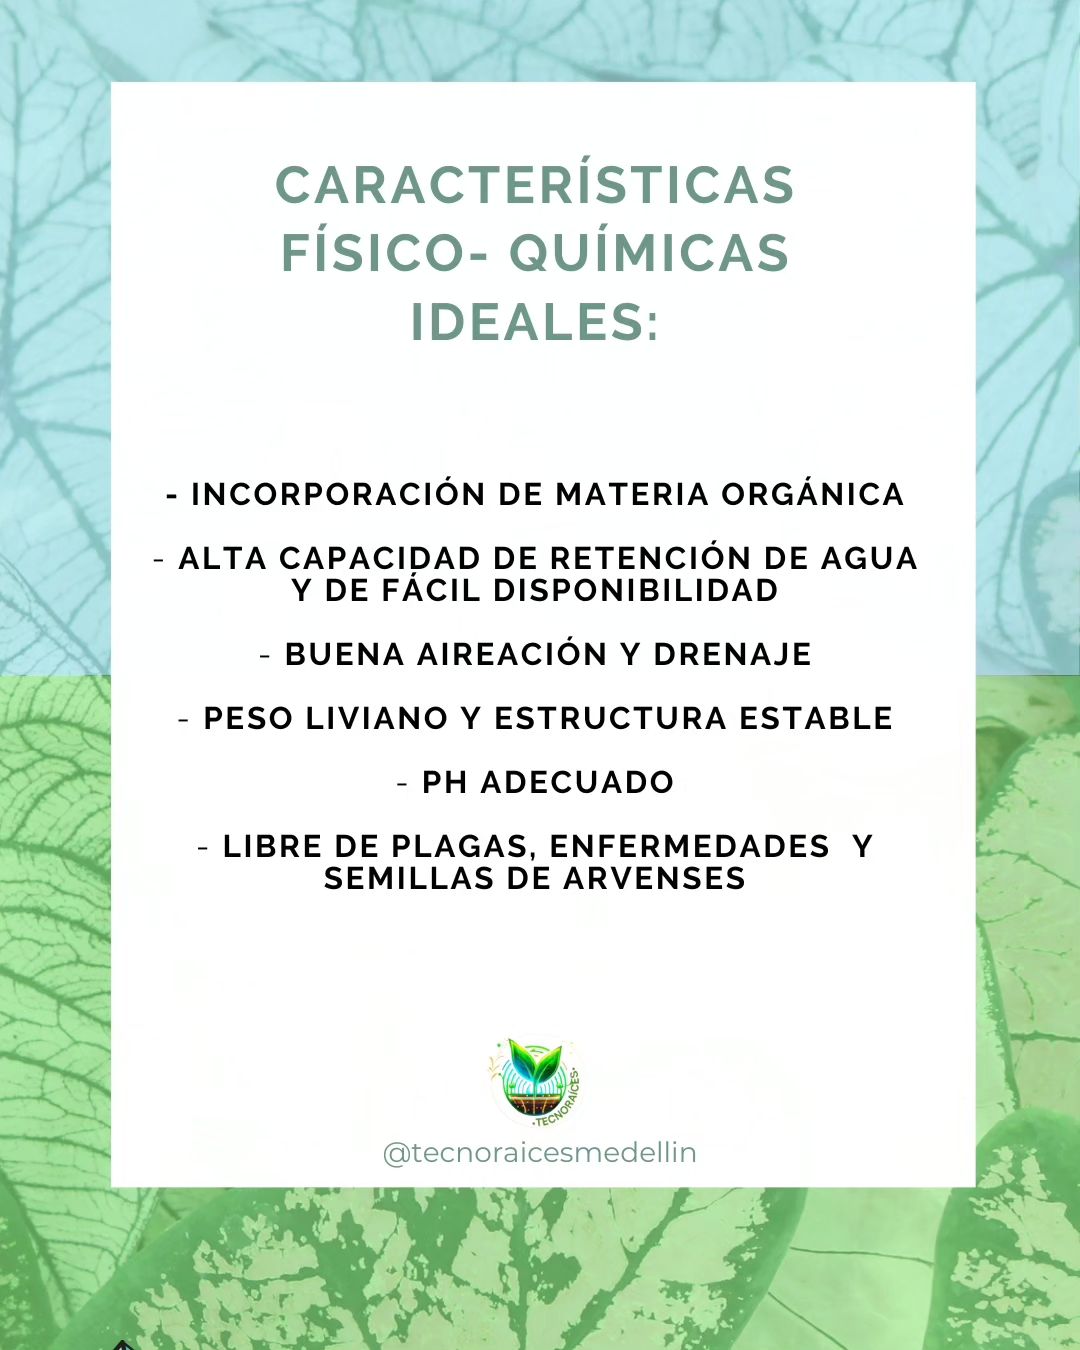 CARACTERÍSTICAS
FÍSICO- QUÍMICAS
IDEALES:
- INCORPORACIÓN DE MATERIA ORGÁNICA
- ALTA CAPACIDAD DE RETENCIÓN DE AGUA
Y DE FÁCIL DISPONIBILIDAD
- BUENA AIREACIÓN Y DRENAJE
- PESO LIVIANO Y ESTRUCTURA ESTABLE
- PH ADECUADO
- LIBRE DE PLAGAS, ENFERMEDADES  Y
SEMILLAS DE ARVENSES
·TECNORAÍCES·
@tecnoraicesmedellin